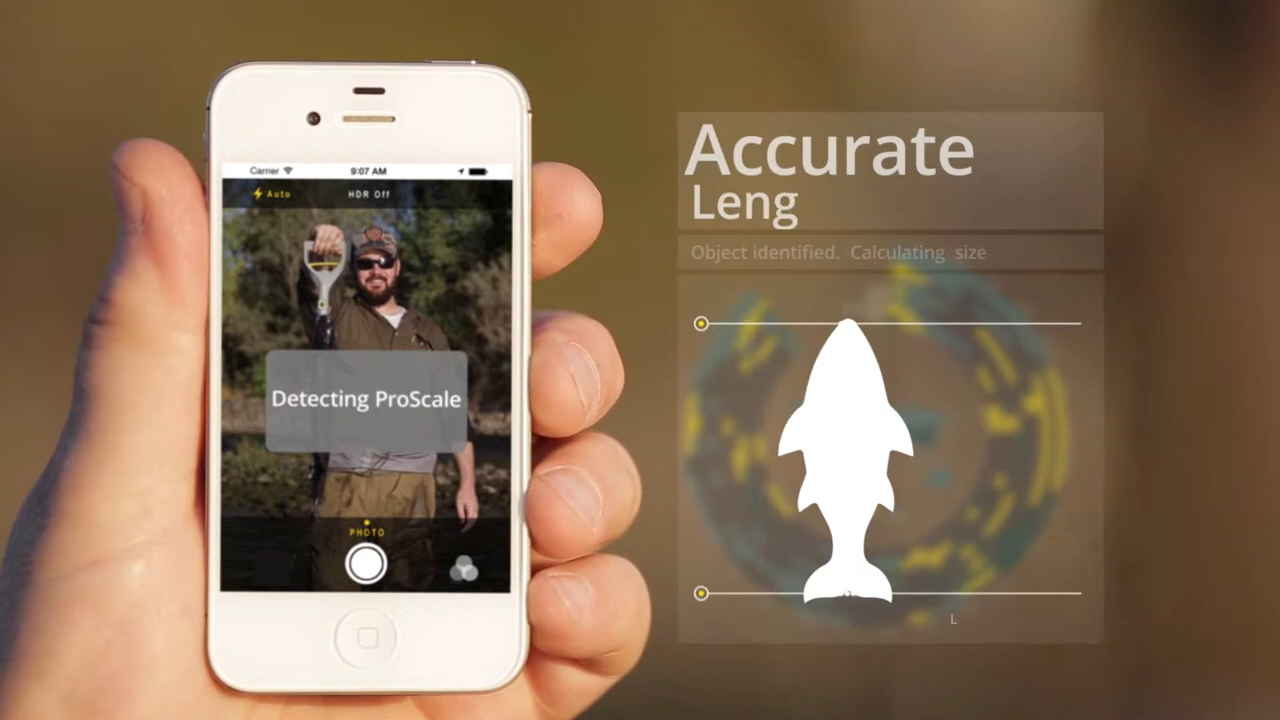 Carrier 9:07 AM
Auto HDR Off
Detecting ProScale
PHOTO
Accurate
Leng
Object identified. Calculating size
L